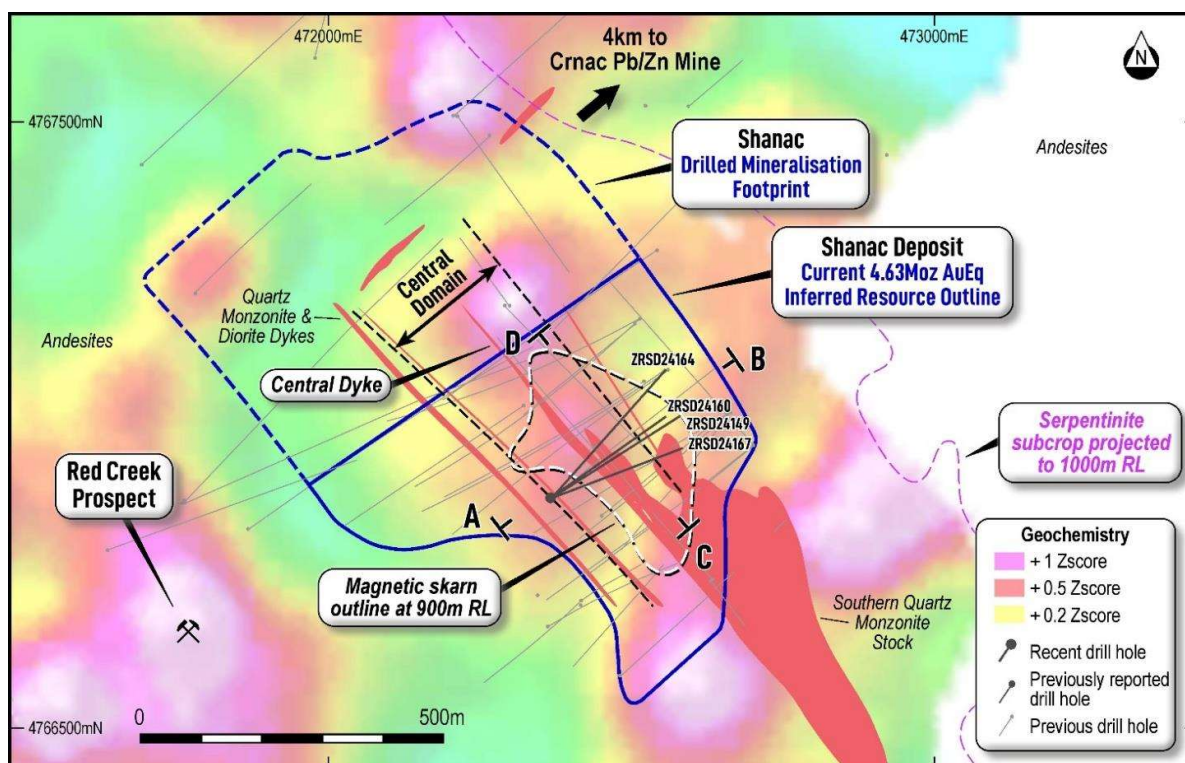 472000mE
473000mE
4km to
Crnac Pb/Zn Mine
N
4767500mN
Shanac
Drilled Mineralisation
Footprint
Andesites
Shanac Deposit
Current 4.63Moz AuEq
Inferred Resource Outline
Central
Domain
Quartz
Monzonite &
Diorite Dykes
Andesites
D
B
ZRSD24164
Central Dyke
ZRSD24160
ZRSD24149
ZRSD24167
Serpentinite
subcrop projected
to 1000m RL
Red Creek
Prospect
A
C
Magnetic skarn
outline at 900m RL
Southern Quartz
Monzonite
Stock
Geochemistry
+ 1 Zscore
+ 0.5 Zscore
+ 0.2 Zscore
Recent drill hole
Previously reported
drill hole
Previous drill hole
0
500m
4766500mN